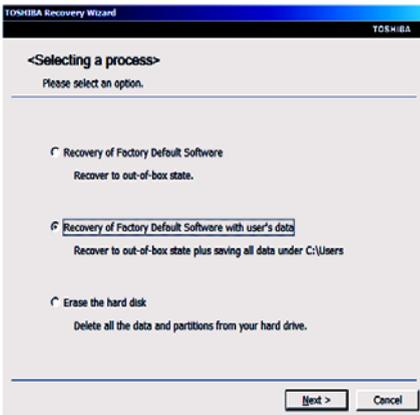 TOSHIBA Recovery Wizard
TOSHIBA
<Selecting a process>
Please select an option.
Recovery of Factory Default Software
Recover to out-of-box state.
Recovery of Factory Default Software with user's data
Recover to out-of-box state plus saving all data under C:\Users
Erase the hard disk
Delete all the data and partitions from your hard drive.
Next > Cancel